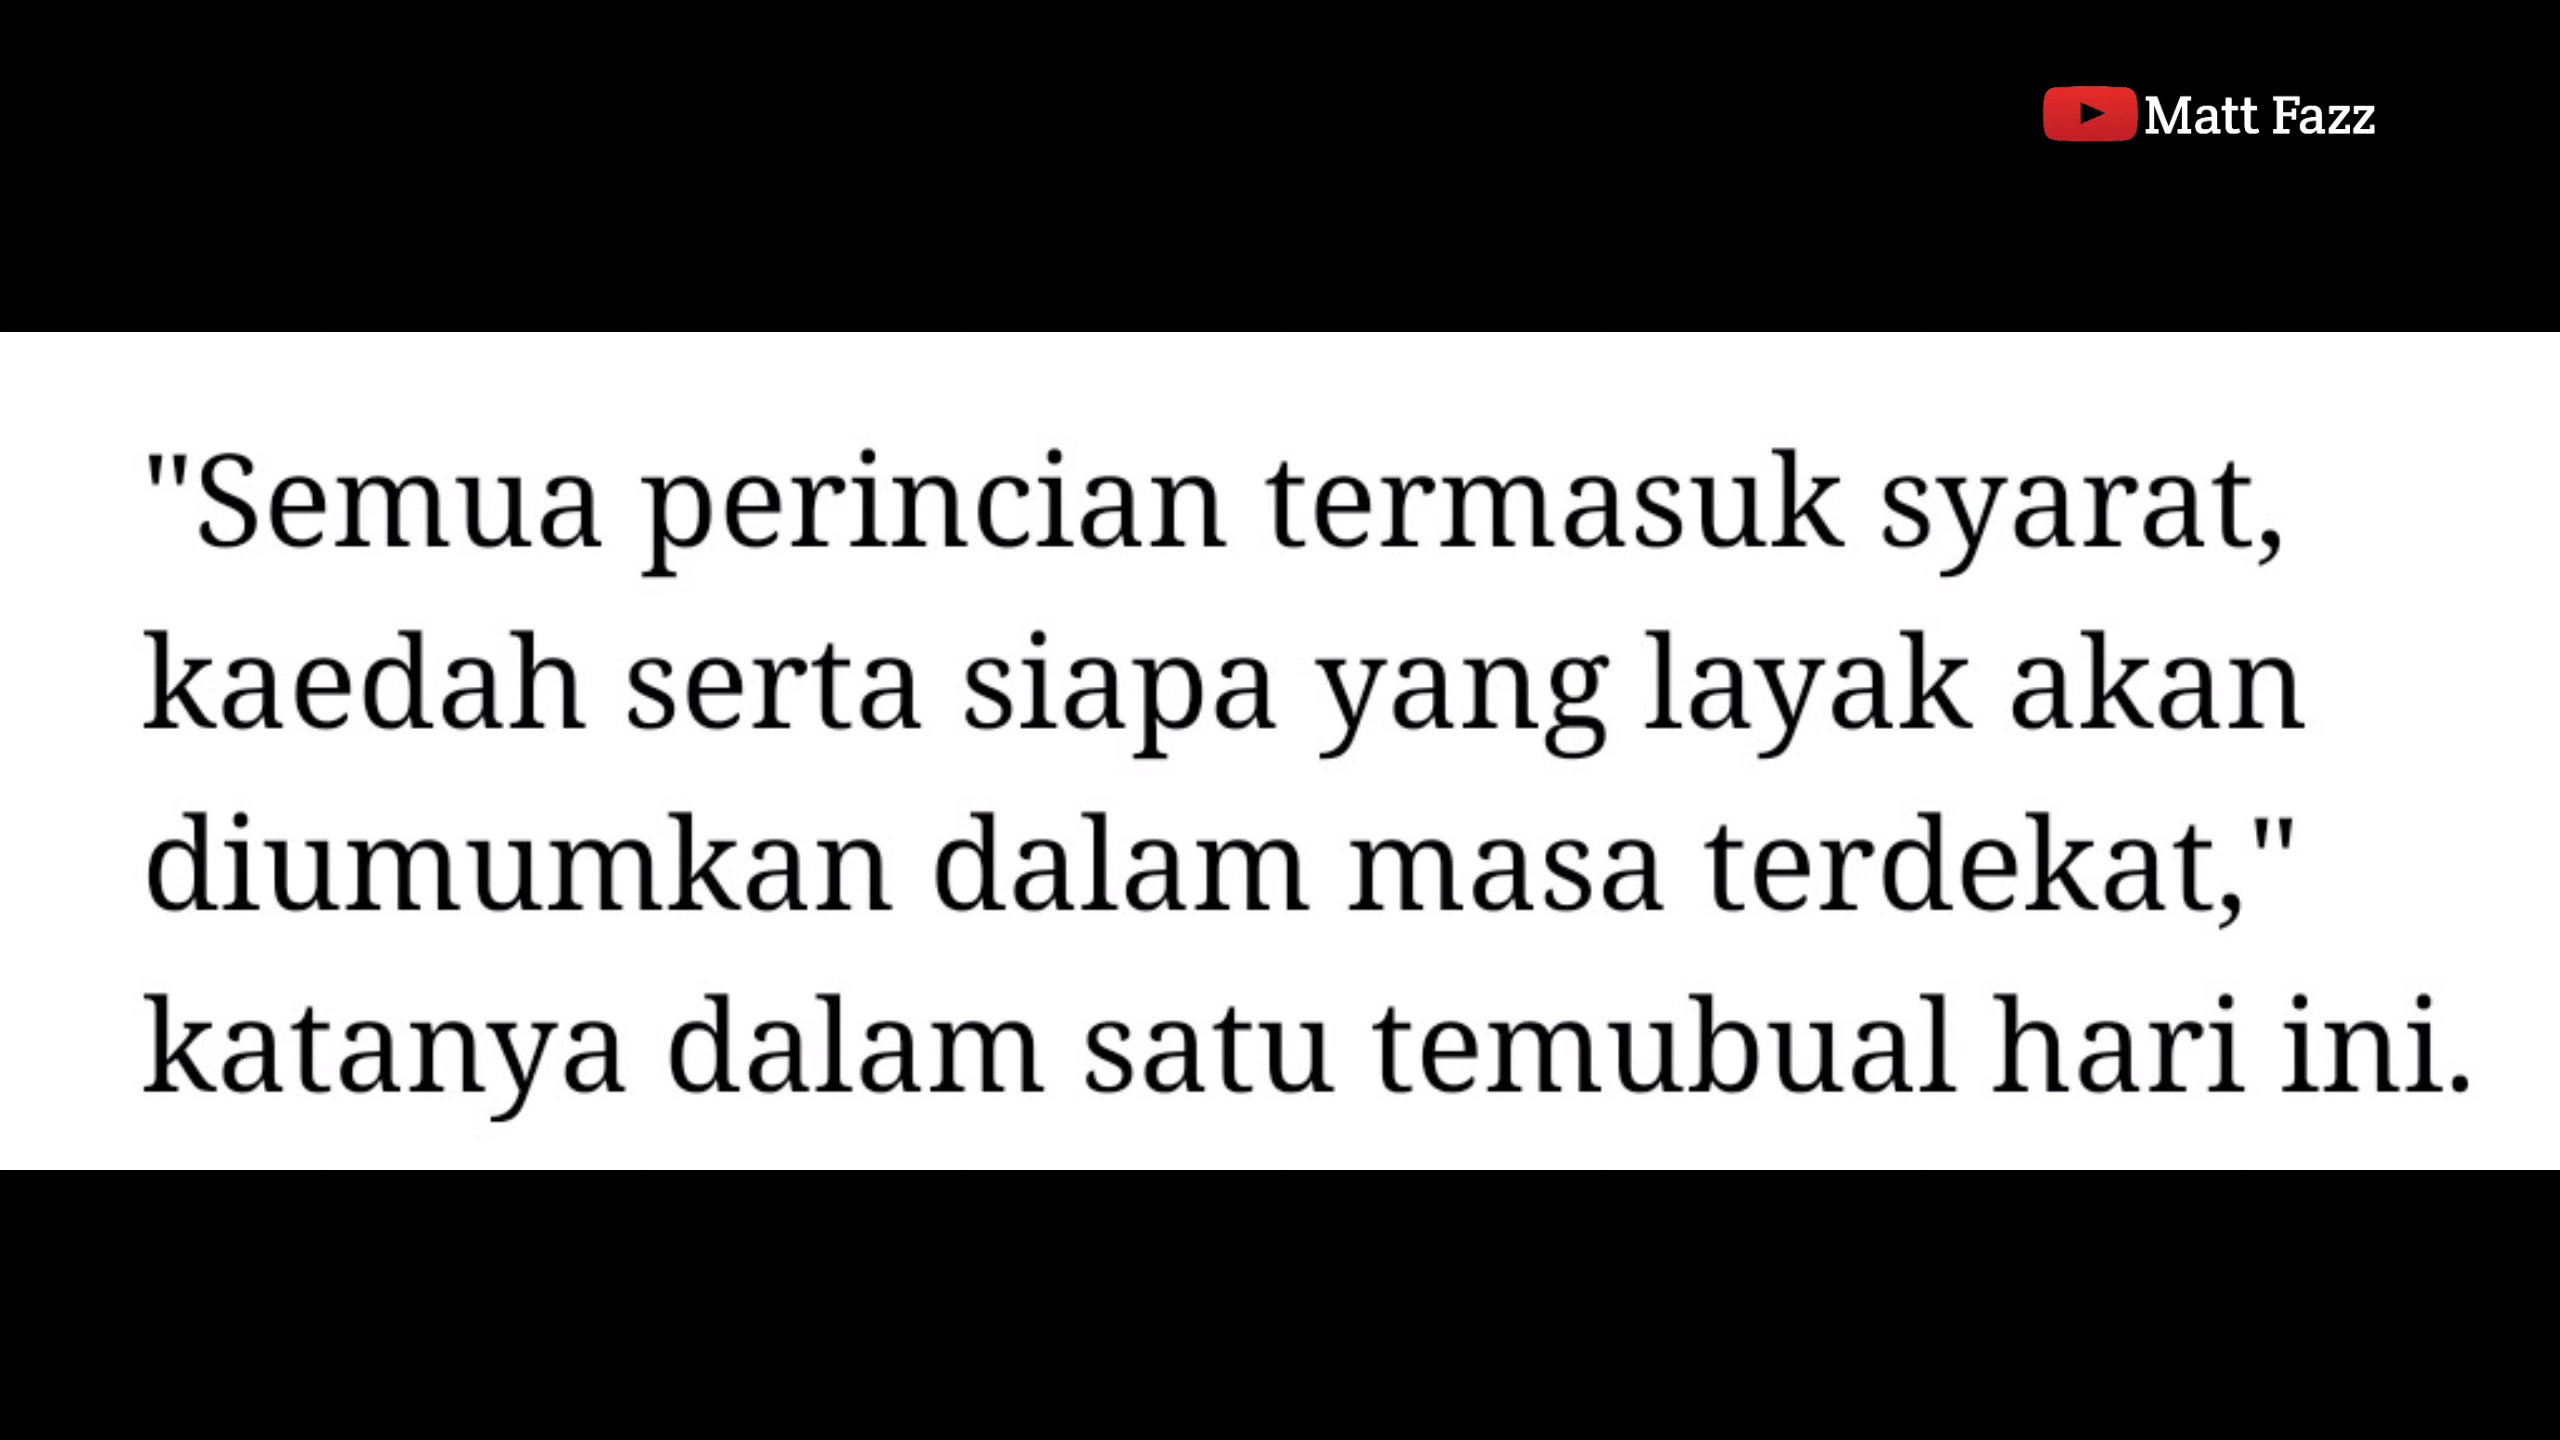 Matt Fazz
"Semua perincian termasuk syarat,
kaedah serta siapa yang layak akan
diumumkan dalam masa terdekat,"
katanya dalam satu temubual hari ini.